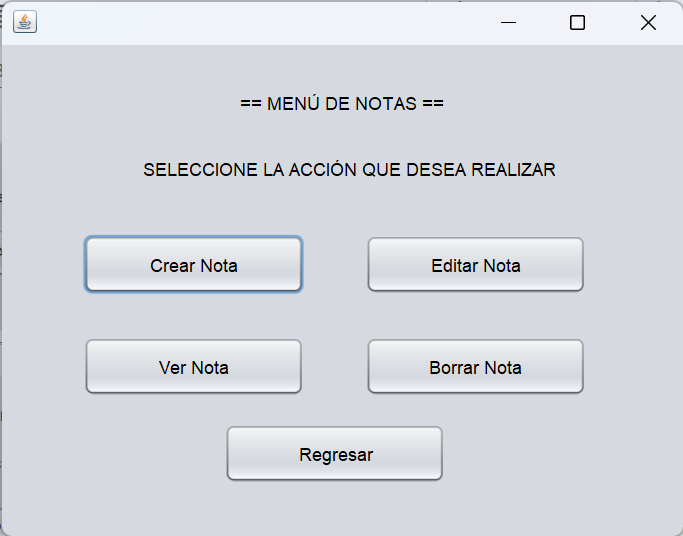 == MENÚ DE NOTAS ==
SELECCIONE LA ACCIÓN QUE DESEA REALIZAR
Crear Nota
Editar Nota
Ver Nota
Borrar Nota
Regresar